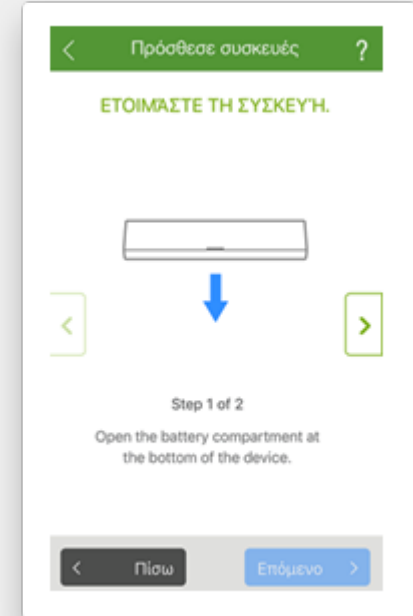 Πρόσθεσε συσκευές ?
ΕΤΟΙΜΆΣΤΕ ΤΗ ΣΥΣΚΕΥΉ.
Step 1 of 2
Open the battery compartment at
the bottom of the device.
Πίσω
Επόμενο